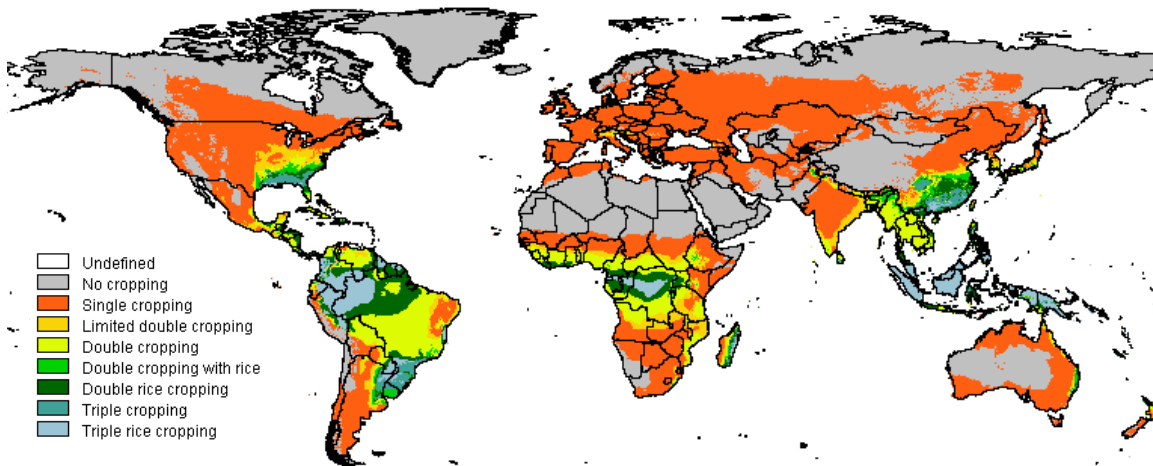 Undefined
No cropping
Single cropping
Limited double cropping
Double cropping
Double cropping with rice
Double rice cropping
Triple cropping
Triple rice cropping